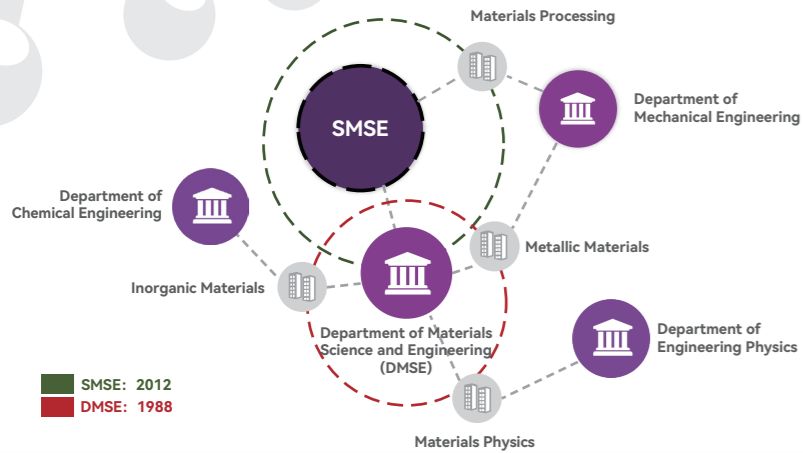 Materials Processing
SMSE
Department of
Mechanical Engineering
Department of
Chemical Engineering
Metallic Materials
Inorganic Materials
Department of Materials
Science and Engineering
(DMSE)
Department of
Engineering Physics
SMSE: 2012
DMSE: 1988
Materials Physics